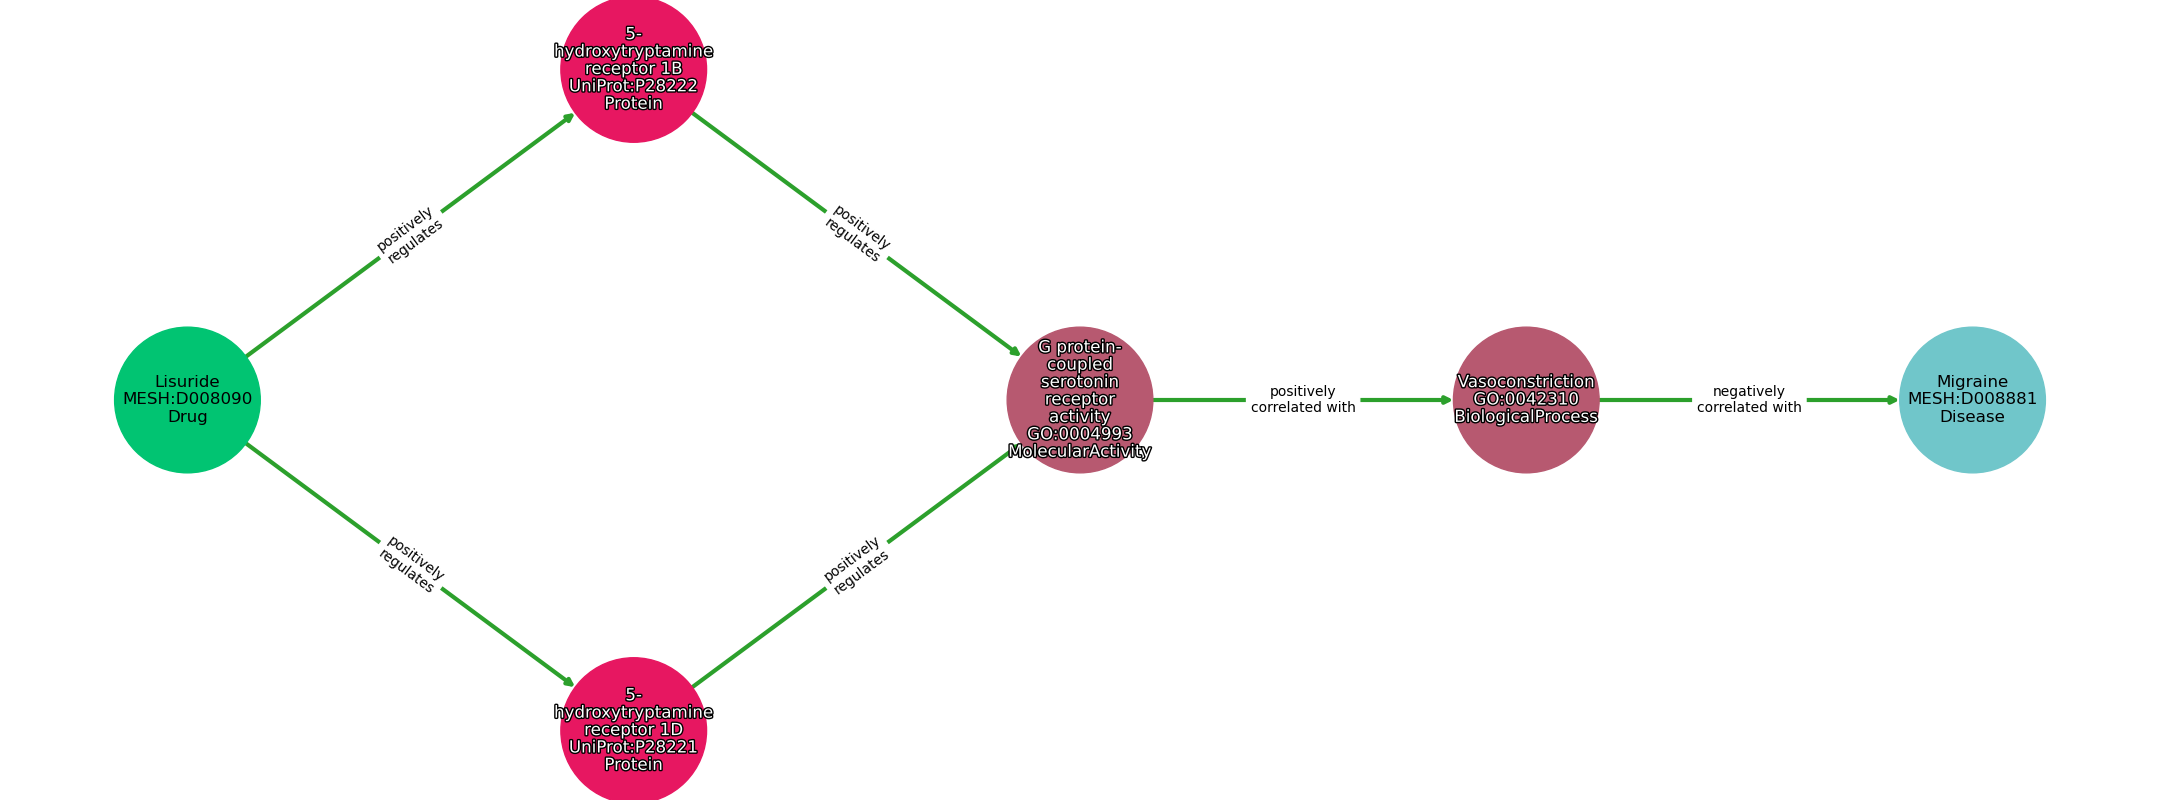 5-
hydroxytryptamine
receptor 1B
UniProt:P28222
Protein
positively
regulates
positively
regulates
Lisuride
MESH:D008090
Drug
G protein-
coupled
serotonin
receptor
activity
GO:0004993
MolecularActivity
positively
correlated with
Vasoconstriction
GO:0042310
BiologicalProcess
negatively
correlated with
Migraine
MESH:D008881
Disease
positively
regulates
positively
regulates
5-
hydroxytryptamine
receptor 1D
UniProt:P28221
Protein